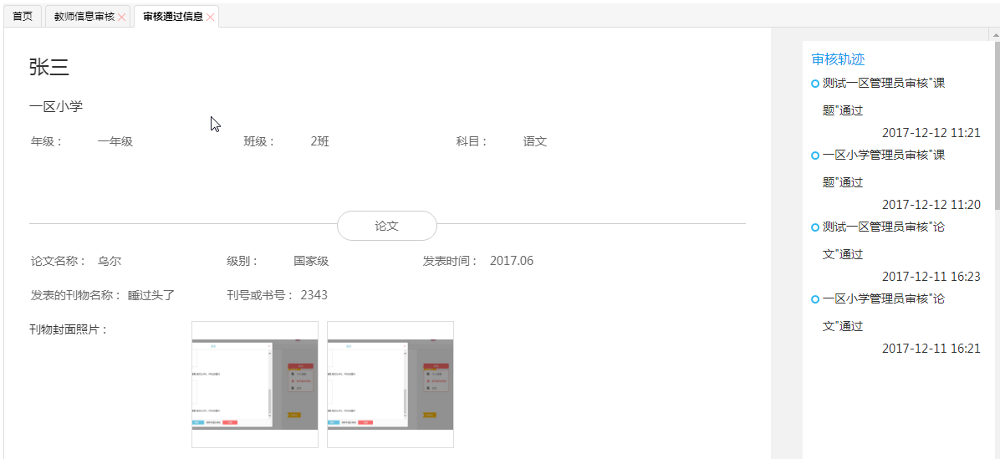 首页 教师信息审核 审核通过信息
张三
一区小学
年级： 一年级 班级： 2班 科目： 语文
论文
论文名称： 乌尔 级别： 国家级 发表时间： 2017.06
发表的刊物名称： 睡过头了 刊号或书号： 2343
刊物封面照片：
审核轨迹
测试一区管理员审核"课
题"通过
2017-12-12 11:21
一区小学管理员审核"课
题"通过
2017-12-12 11:20
测试一区管理员审核"论
文"通过
2017-12-11 16:23
一区小学管理员审核"论
文"通过
2017-12-11 16:21